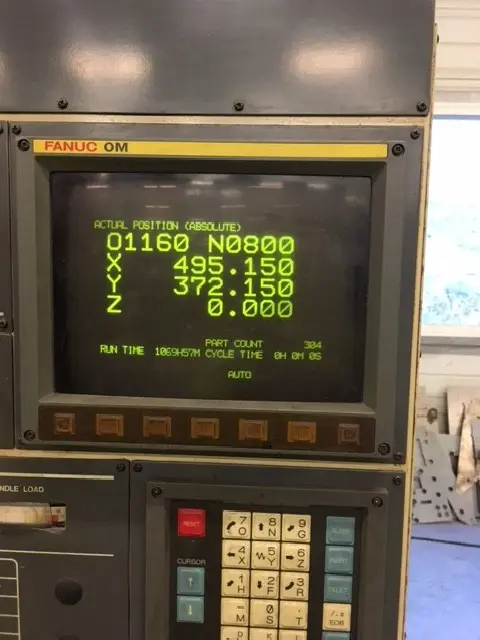 FANUC OM
ACTUAL POSITION (ABSOLUTE)
O1160 N0800
X 495.150
Y 372.150
Z 0.000
PART COUNT 304
RUN TIME 1069H57M CYCLE TIME 0H 0M 0S
AUTO
NDLE LOAD
RESET
7 O
8 N
9 G
CURSOR
4 X
5 Y
6 Z
1 H
2 F
3 R
M
0 S
. T
/. #
EOB